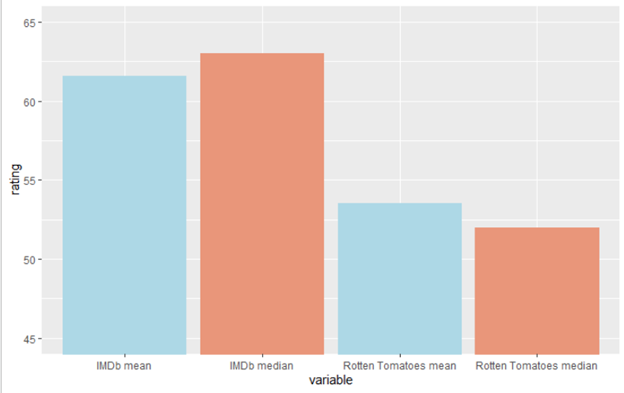 rating
65
60
55
50
45
IMDb mean
IMDb median
Rotten Tomatoes mean
Rotten Tomatoes median
variable